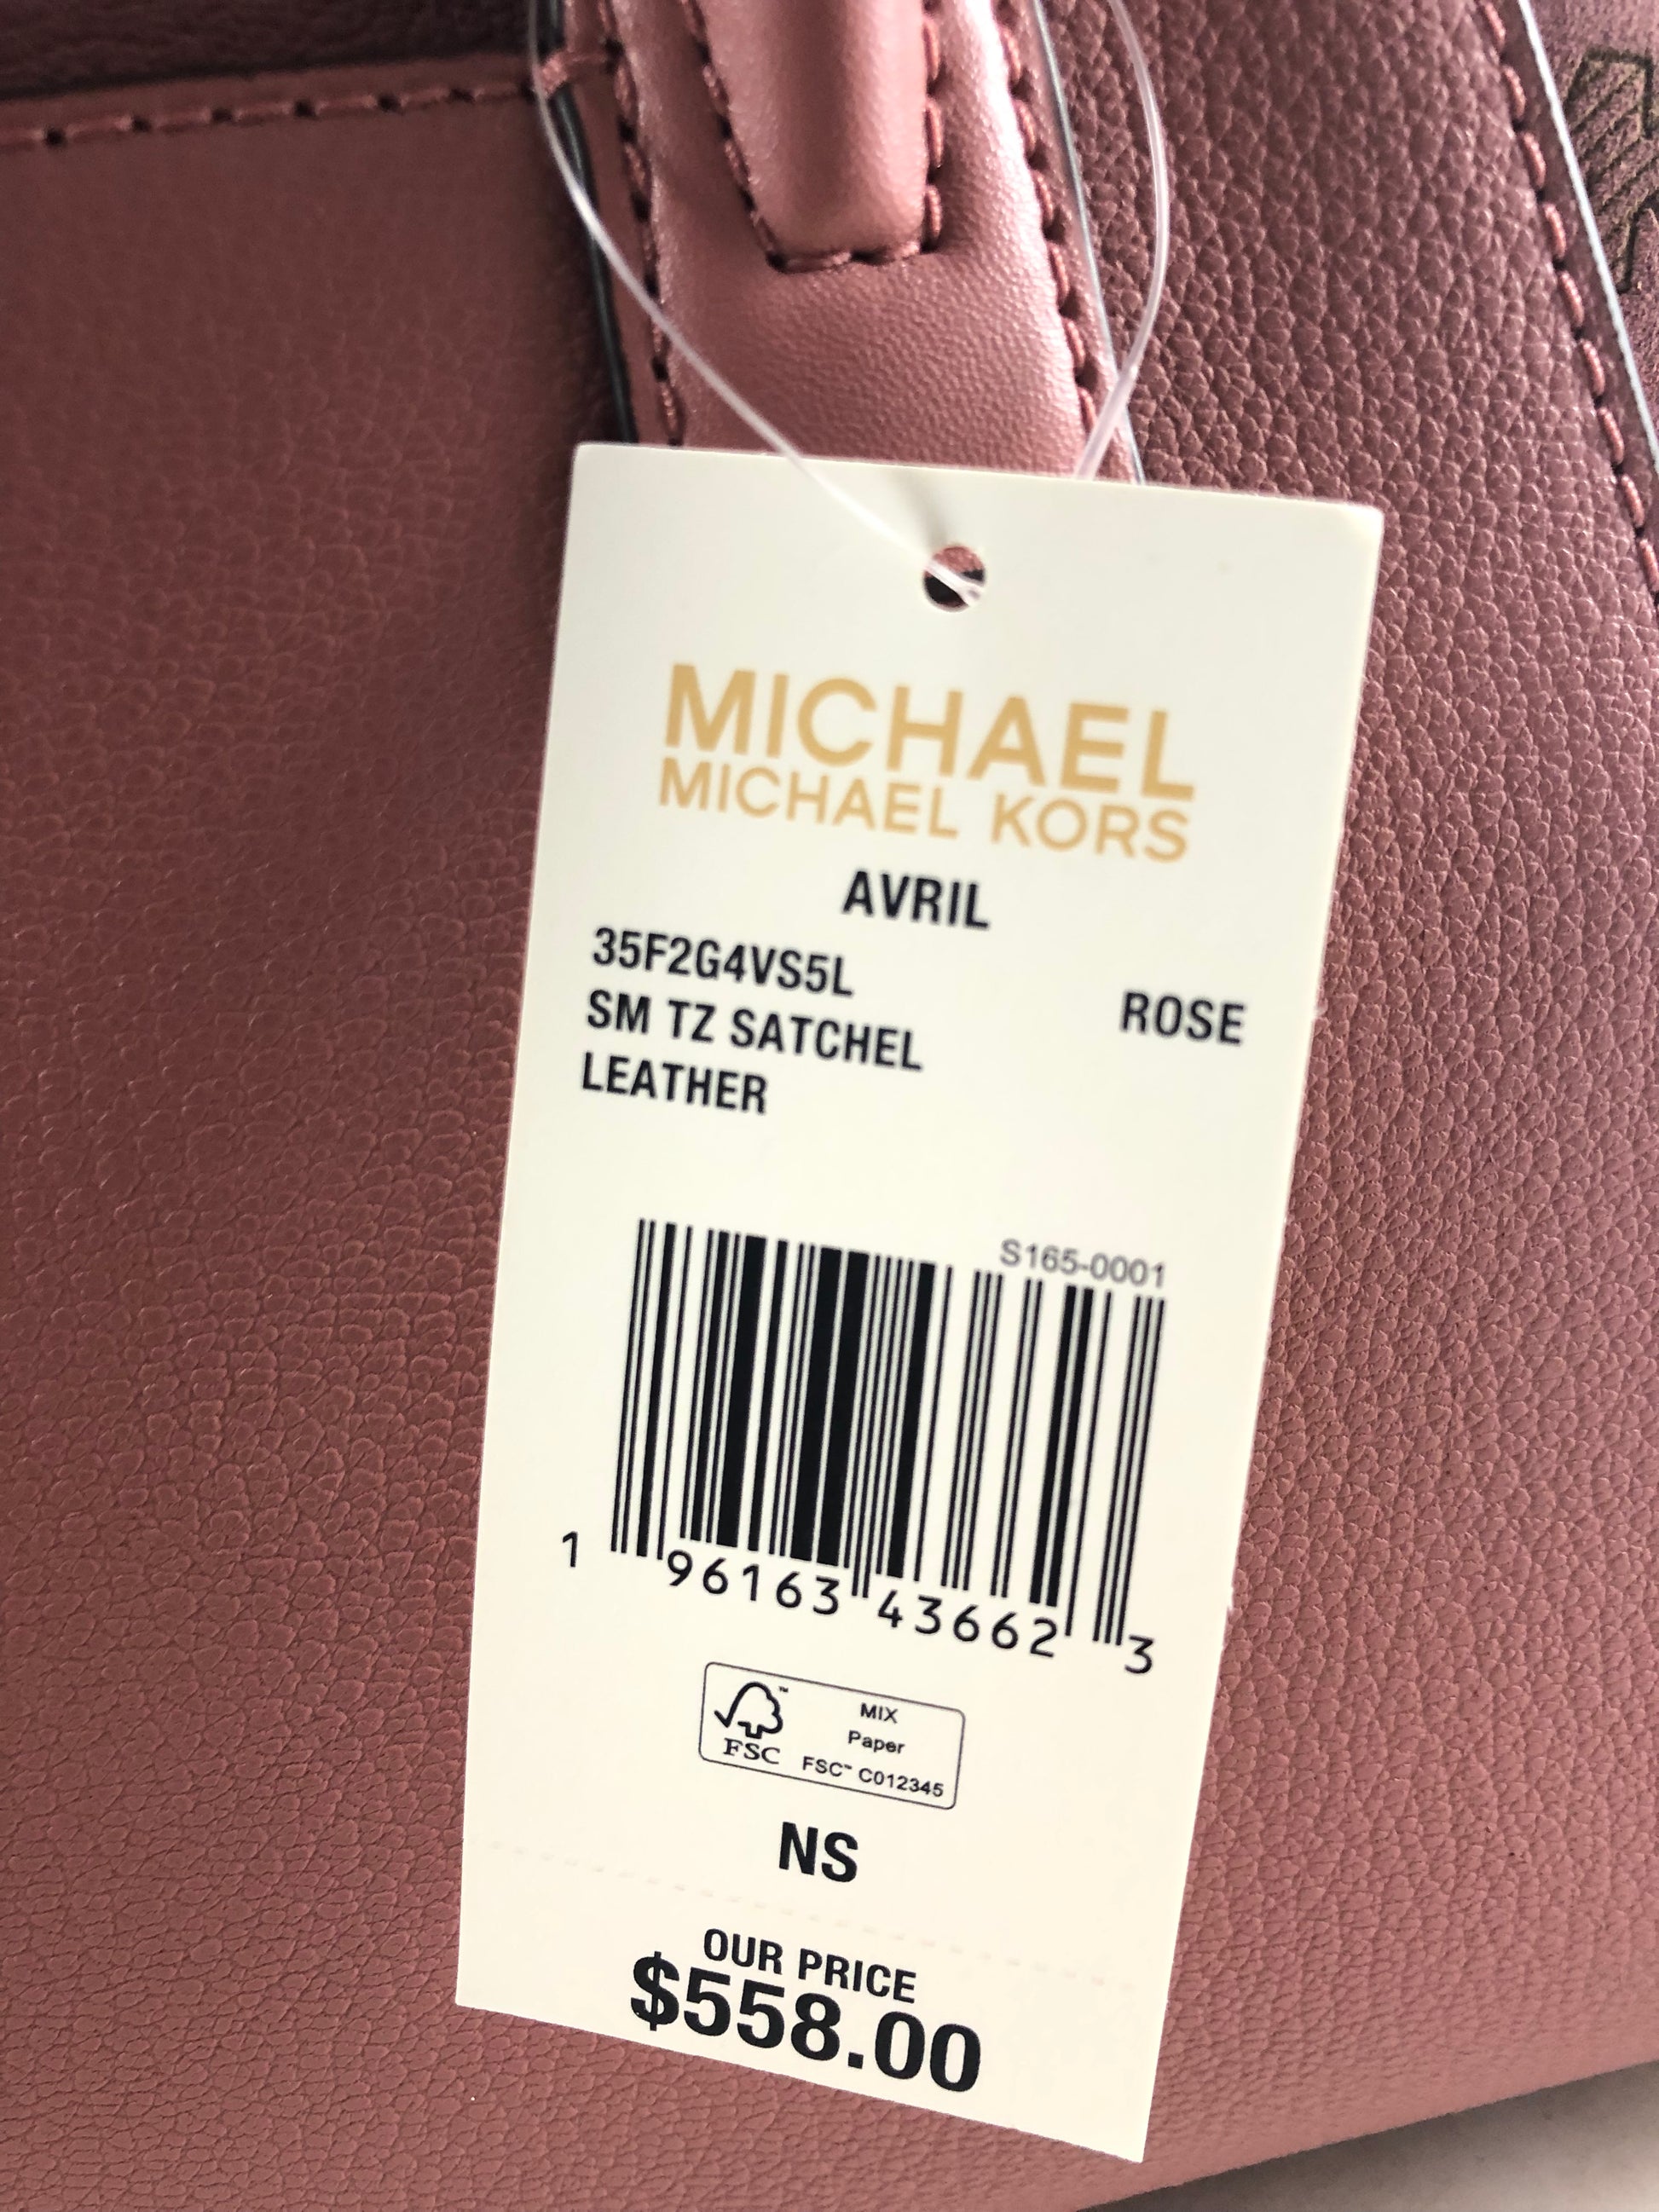 MICHAEL
MICHAEL KORS
AVRIL
35F2G4VS5L
SM TZ SATCHEL
LEATHER
ROSE
S165-0001
1 96163 43662 3
FSC
MIX
Paper
FSC™ C012345
NS
OUR PRICE
$558.00